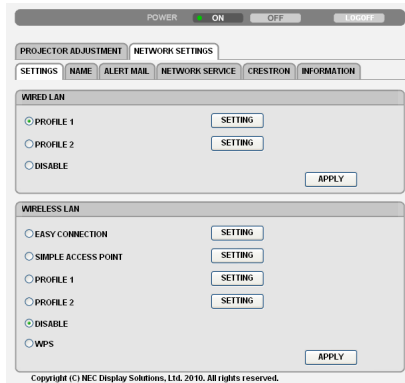 POWER ON OFF LOGOFF
PROJECTOR ADJUSTMENT NETWORK SETTINGS
SETTINGS NAME ALERT MAIL NETWORK SERVICE CRESTRON INFORMATION
WIRED LAN
PROFILE 1 SETTING
PROFILE 2 SETTING
DISABLE
APPLY
WIRELESS LAN
EASY CONNECTION SETTING
SIMPLE ACCESS POINT SETTING
PROFILE 1 SETTING
PROFILE 2 SETTING
DISABLE
WPS
APPLY
Copyright (C) NEC Display Solutions, Ltd. 2010. All rights reserved.